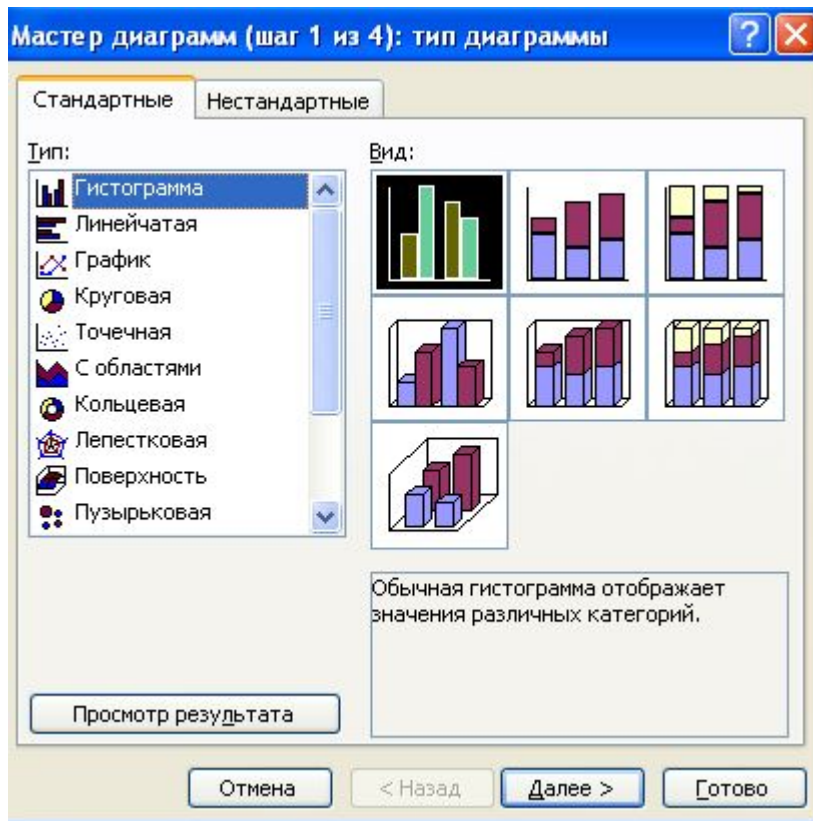 Мастер диаграмм (шаг 1 из 4): тип диаграммы
Стандартные
Нестандартные
Тип:
Гистограмма
Линейчатая
График
Круговая
Точечная
С областями
Кольцевая
Лепестковая
Поверхность
Пузырьковая
Вид:
Обычная гистограмма отображает
значения различных категорий.
Просмотр результата
Отмена
< Назад
Далее >
Готово